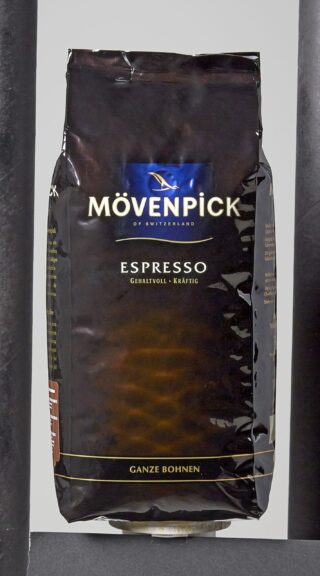 MÖVENPICK
OF SWITZERLAND
ESPRESSO
GEHALTVOLL · KRÄFTIG
GANZE BOHNEN